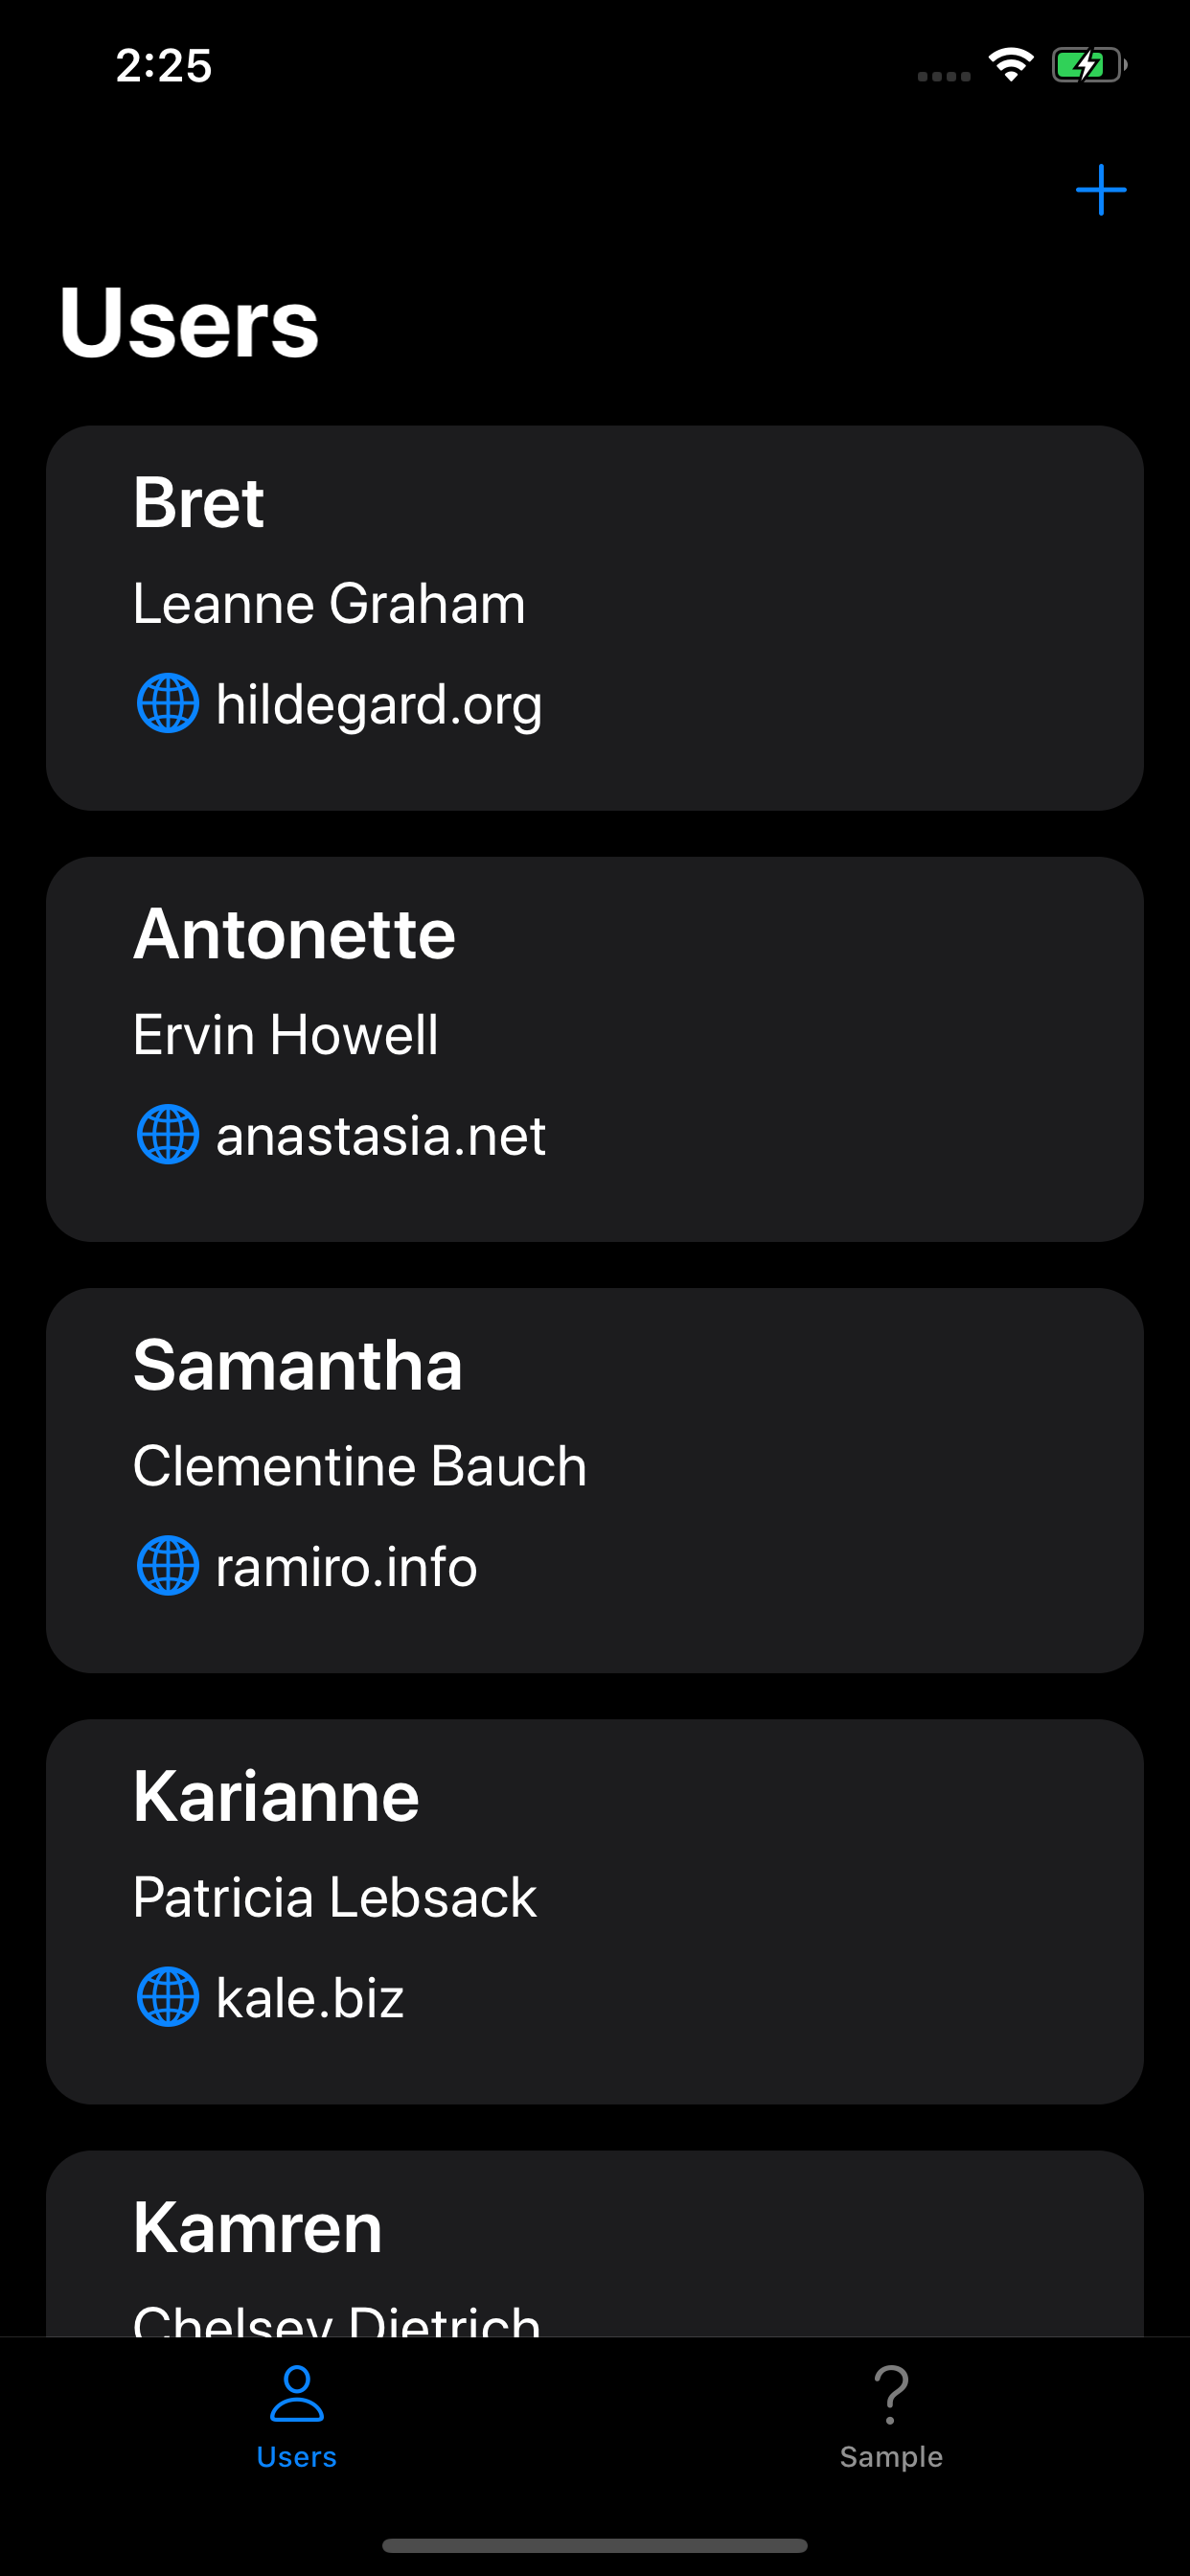 2:25
Users
Bret
Leanne Graham
hildegard.org
Antonette
Ervin Howell
anastasia.net
Samantha
Clementine Bauch
ramiro.info
Karianne
Patricia Lebsack
kale.biz
Kamren
Chelsey Dietrich
Users
Sample